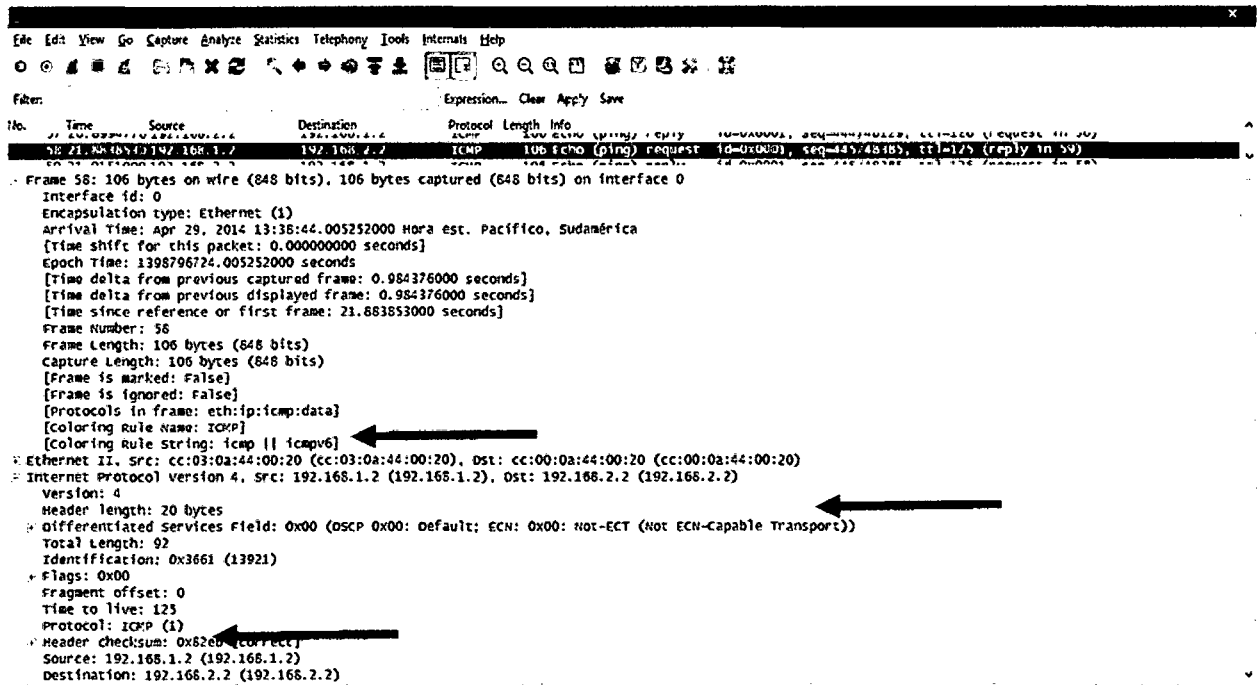 File Edit View Go Capture Analyze Statistics Telephony Tools Internals Help
Filter: Expression... Clear Apply Save
No. Time Source Destination Protocol Length Info
192.168.1.2 192.168.2.2 ICMP 106 Echo (ping) request id=0x0001, seq=445/48385, ttl=125 (reply in 59)
Frame 58: 106 bytes on wire (848 bits), 106 bytes captured (848 bits) on interface 0
Interface id: 0
Encapsulation type: Ethernet (1)
Arrival Time: Apr 29, 2014 13:38:44.005252000 Hora est. Pacífico, Sudamérica
[Time shift for this packet: 0.000000000 seconds]
Epoch Time: 1398796724.005252000 seconds
[Time delta from previous captured frame: 0.984376000 seconds]
[Time delta from previous displayed frame: 0.984376000 seconds]
[Time since reference or first frame: 21.883853000 seconds]
Frame Number: 58
Frame Length: 106 bytes (848 bits)
Capture Length: 106 bytes (848 bits)
[Frame is marked: False]
[Frame is ignored: False]
[Protocols in frame: eth:ip:icmp:data]
[Coloring Rule Name: ICMP]
[Coloring Rule String: icmp || icmpv6]
Ethernet II, Src: cc:03:0a:44:00:20 (cc:03:0a:44:00:20), Dst: cc:00:0a:44:00:20 (cc:00:0a:44:00:20)
Internet Protocol Version 4, Src: 192.168.1.2 (192.168.1.2), Dst: 192.168.2.2 (192.168.2.2)
Version: 4
Header length: 20 bytes
Differentiated Services Field: 0x00 (DSCP 0x00: Default; ECN: 0x00: Not-ECT (Not ECN-Capable Transport))
Total Length: 92
Identification: 0x3661 (13921)
Flags: 0x00
Fragment offset: 0
Time to live: 125
Protocol: ICMP (1)
Header checksum: [correct]
Source: 192.168.1.2 (192.168.1.2)
Destination: 192.168.2.2 (192.168.2.2)